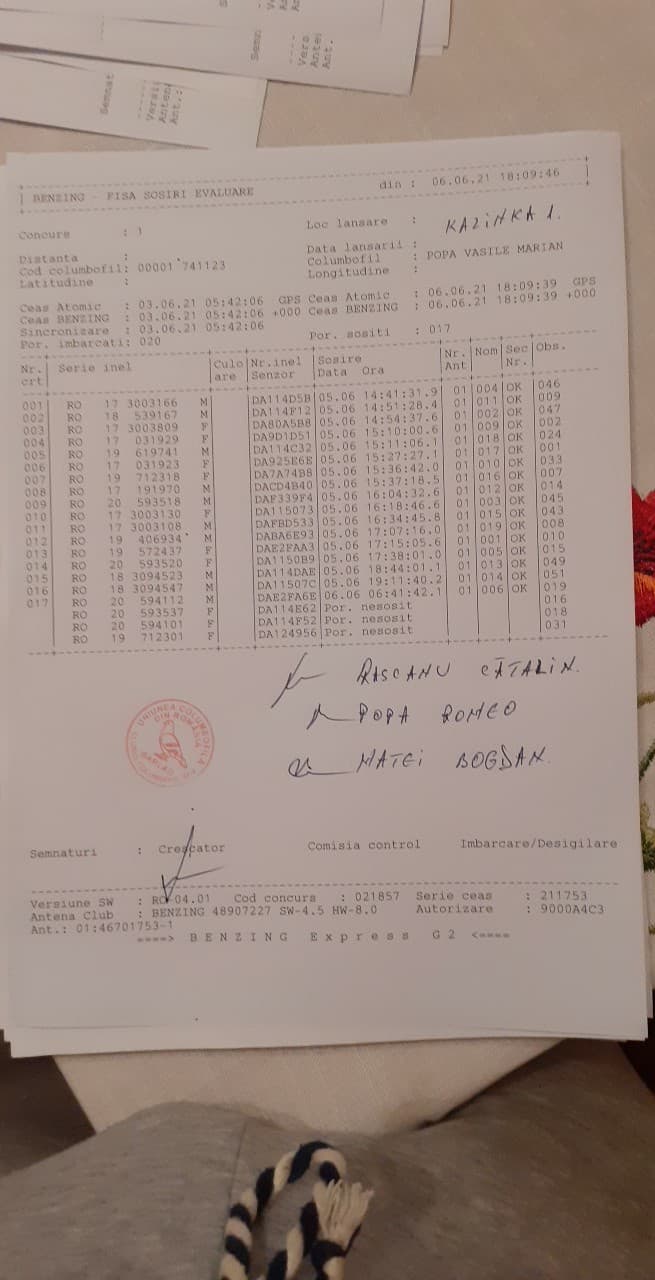 Semnat
Versi
Anten
Ant.:
Semn
Vers
Ante
Ant.
BENZING - FISA SOSIRI EVALUARE din : 06.06.21 18:09:46
Concurs : 1 Loc lansare : KAZINKA 1.
Distanta : Data lansarii :
Cod columbofil: 00001 741123 Columbofil : POPA VASILE MARIAN
Latitudine : Longitudine :
Ceas Atomic : 03.06.21 05:42:06 GPS Ceas Atomic : 06.06.21 18:09:39 GPS
Ceas BENZING : 03.06.21 05:42:06 +000 Ceas BENZING : 06.06.21 18:09:39 +000
Sincronizare : 03.06.21 05:42:06
Por. imbarcati: 020 Por. sositi : 017
Nr. Serie inel Culo Nr.inel Sosire Nr. Nom Sec Obs.
crt are Senzor Data Ora Ant Nr.
001 RO 17 3003166 M DA114D5B 05.06 14:41:31.9 01 004 OK 046
002 RO 18 539167 M DA114F12 05.06 14:51:28.4 01 011 OK 009
003 RO 17 3003809 F DA80A5B8 05.06 14:54:37.6 01 002 OK 047
004 RO 17 031929 F DA9D1D51 05.06 15:10:00.6 01 009 OK 002
005 RO 19 619741 M DA114C32 05.06 15:11:06.1 01 018 OK 024
006 RO 17 031923 F DA925E6E 05.06 15:27:27.1 01 017 OK 001
007 RO 19 712318 F DA7A74B8 05.06 15:36:42.0 01 010 OK 033
008 RO 17 191970 M DACD4B40 05.06 15:37:18.5 01 016 OK 007
009 RO 20 593518 M DAF339F4 05.06 16:04:32.6 01 012 OK 014
010 RO 17 3003130 F DA115073 05.06 16:18:46.6 01 003 OK 045
011 RO 17 3003108 M DAFBD533 05.06 16:34:45.8 01 015 OK 043
012 RO 19 406934 M DABA6E93 05.06 17:07:16.0 01 019 OK 008
013 RO 19 572437 F DAE2FAA3 05.06 17:15:05.6 01 001 OK 010
014 RO 20 593520 F DA1150B9 05.06 17:38:01.0 01 005 OK 015
015 RO 18 3094523 M DA114DAE 05.06 18:44:01.1 01 013 OK 049
016 RO 18 3094547 M DA11507C 05.06 19:11:40.2 01 014 OK 051
017 RO 20 594112 M DAE2FA6E 06.06 06:41:42.1 01 006 OK 019
RO 20 593537 F DA114E62 Por. nesosit 016
RO 20 594101 F DA114F52 Por. nesosit 018
RO 19 712301 F DA124956 Por. nesosit 031
RASCANU CĂTALIN.
POPA ROMEO
MATEI BOGDAN.
UNIUNEA COLUMBOFILA
DIN ROMANIA
Semnaturi : Crescator Comisia control Imbarcare/Desigilare
Versiune SW : RO-04.01 Cod concurs : 021857 Serie ceas : 211753
Antena Club : BENZING 48907227 SW-4.5 HW-8.0 Autorizare : 9000A4C3
Ant.: 01:46701753-1
====> B E N Z I N G E x p r e s s G 2 <====